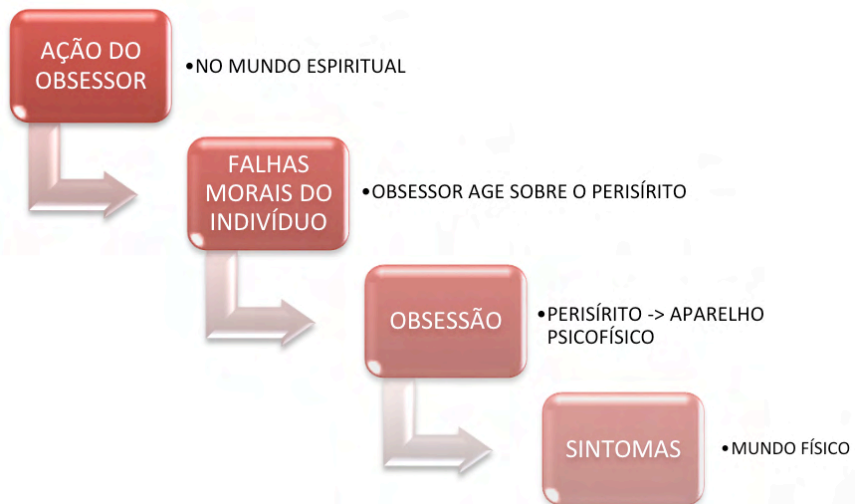 AÇÃO DO
OBSESSOR
•NO MUNDO ESPIRITUAL
FALHAS
MORAIS DO
INDIVÍDUO
•OBSESSOR AGE SOBRE O PERISÍRITO
OBSESSÃO
•PERISÍRITO -> APARELHO
PSICOFÍSICO
SINTOMAS
•MUNDO FÍSICO